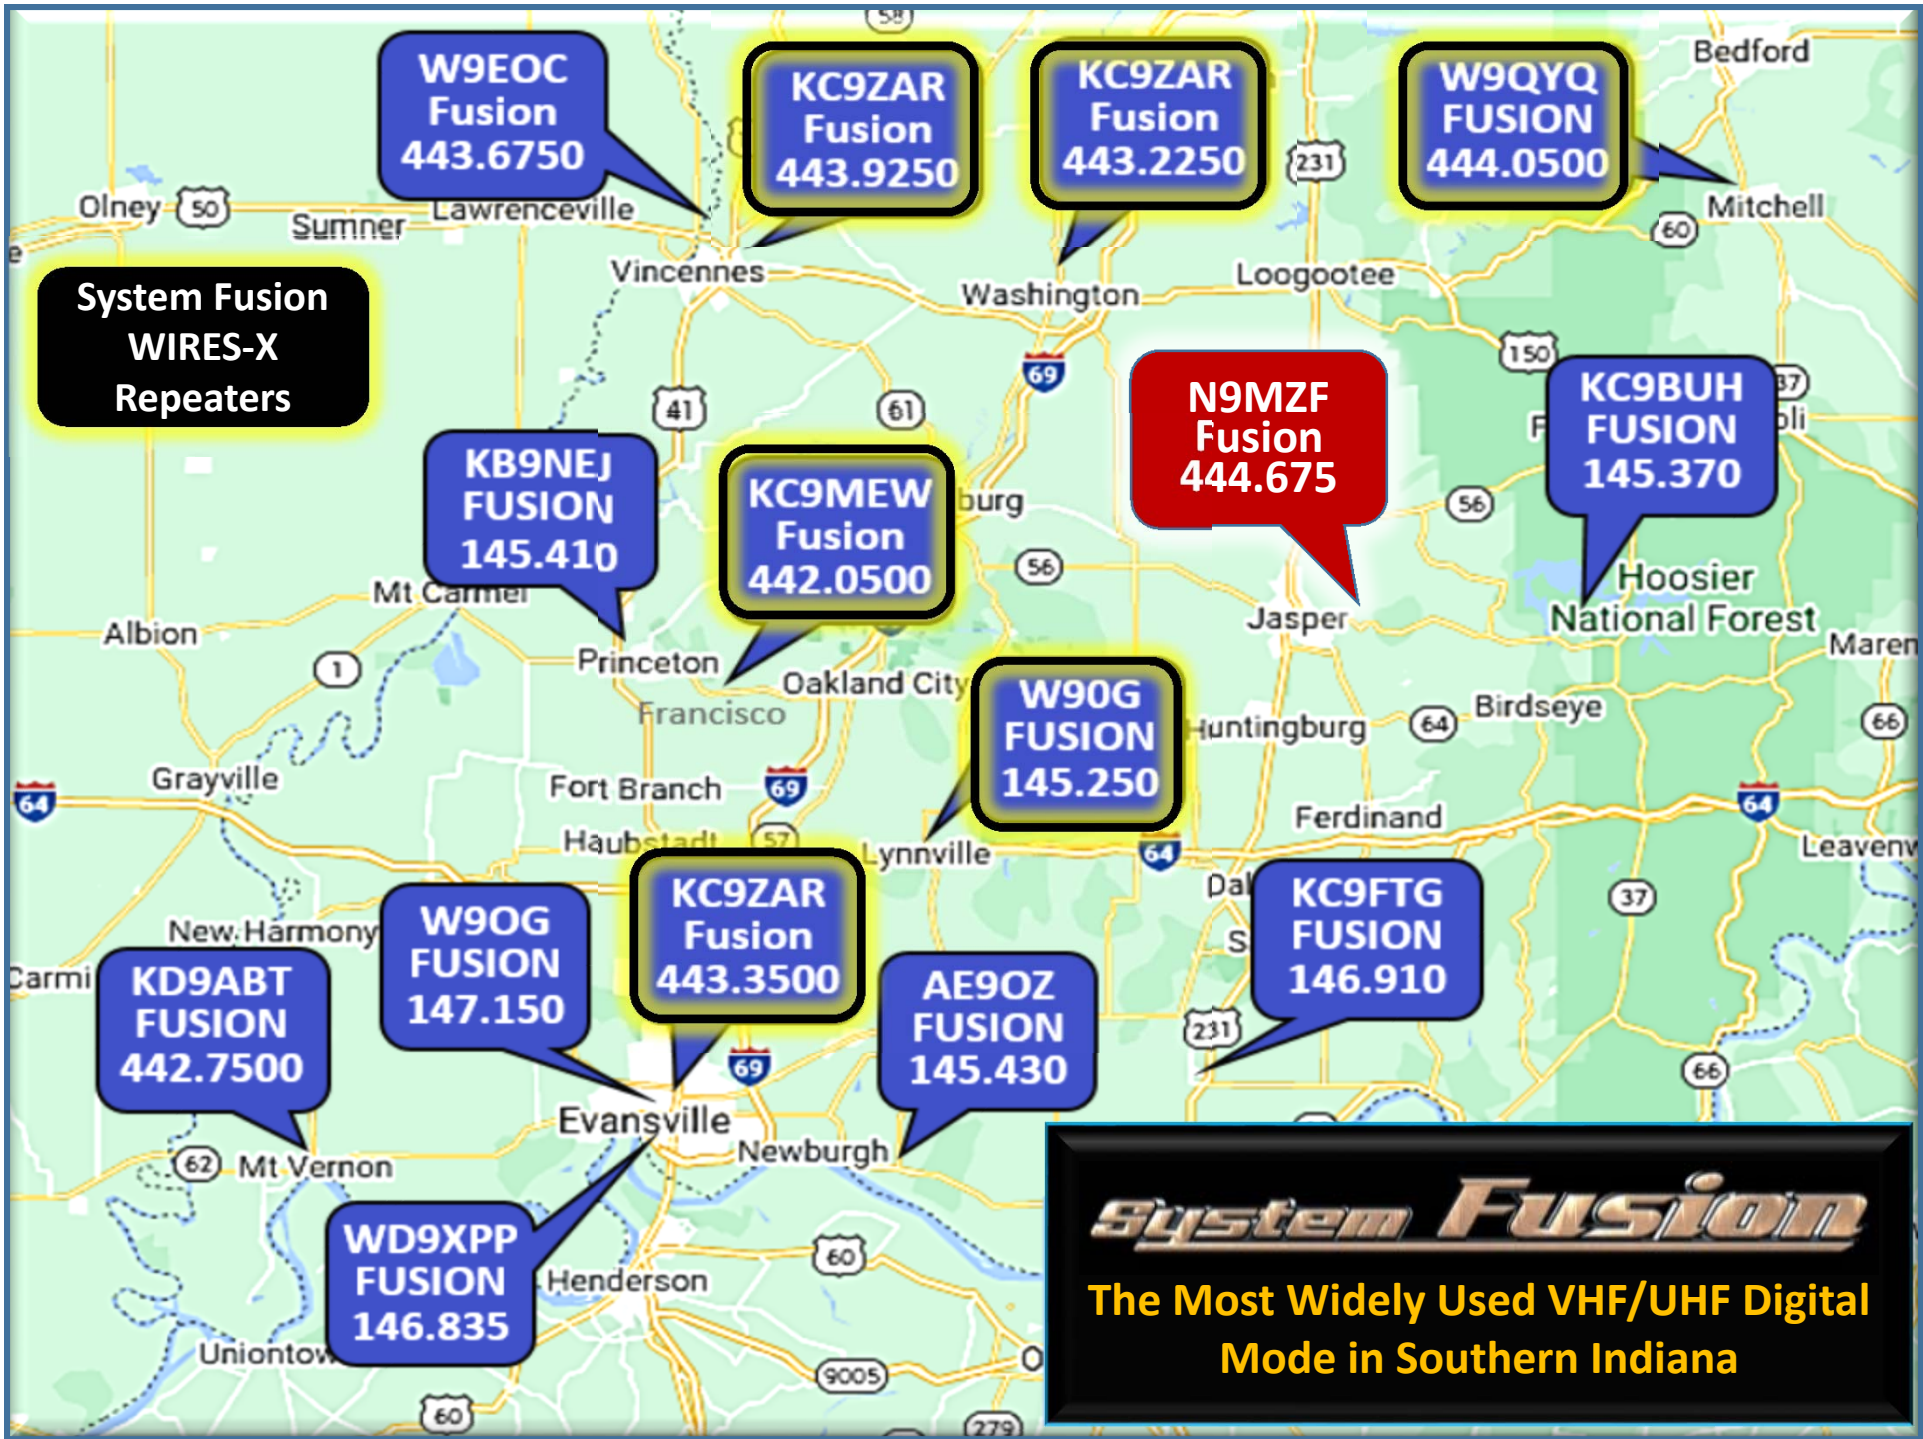 58
Bedford
W9EOC
Fusion
443.6750
KC9ZAR
Fusion
443.9250
KC9ZAR
Fusion
443.2250
W9QYQ
FUSION
444.0500
231
Olney
50
Sumner
Lawrenceville
Mitchell
60
Vincennes
Washington
Loogootee
System Fusion
WIRES-X
Repeaters
150
69
41
61
37
N9MZF
Fusion
444.675
KC9BUH
FUSION
145.370
oli
KB9NEJ
FUSION
145.410
KC9MEW
Fusion
442.0500
burg
56
56
Mt Carmel
Hoosier
National Forest
Albion
Jasper
Maren
1
Princeton
Oakland City
Francisco
W90G
FUSION
145.250
Huntingburg
64
Birdseye
66
Grayville
64
Fort Branch
69
64
Ferdinand
Haubstadt
57
Lynnville
64
Leavenw
Dal
37
KC9ZAR
Fusion
443.3500
KC9FTG
FUSION
146.910
New Harmony
W9OG
FUSION
147.150
S
Carmi
KD9ABT
FUSION
442.7500
AE9OZ
FUSION
145.430
231
69
66
Evansville
Newburgh
62
Mt Vernon
WD9XPP
FUSION
146.835
60
Henderson
Uniontow
9005
O
60
279
System Fusion
The Most Widely Used VHF/UHF Digital
Mode in Southern Indiana